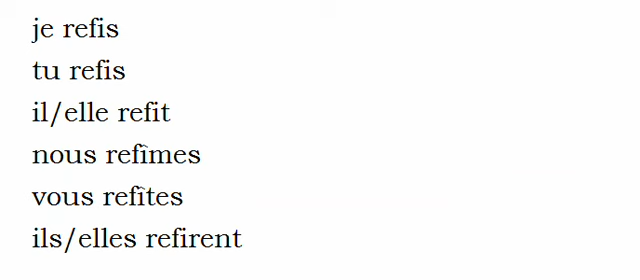 je refis
tu refis
il/elle refit
nous refîmes
vous refîtes
ils/elles refirent